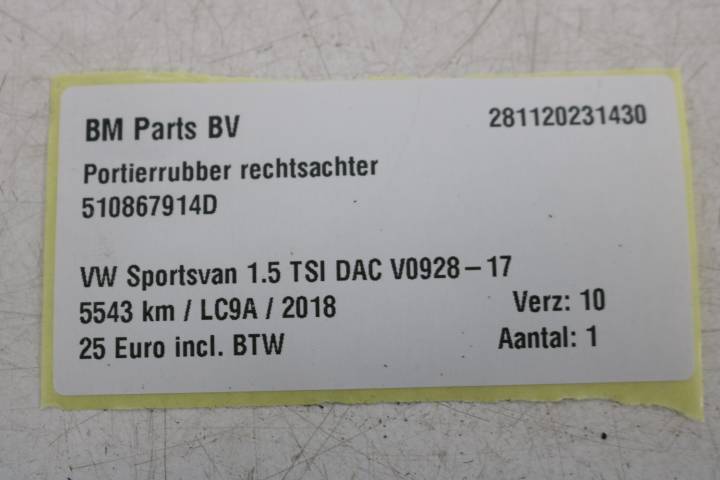 BM Parts BV 281120231430
Portierrubber rechtsachter
510867914D
VW Sportsvan 1.5 TSI DAC V0928-17
5543 km / LC9A / 2018 Verz: 10
25 Euro incl. BTW Aantal: 1